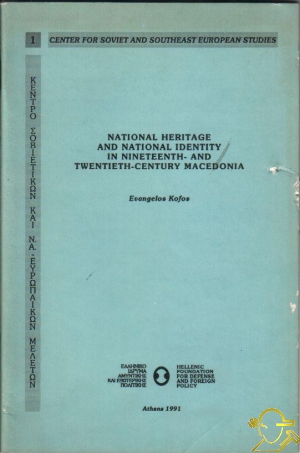 1 CENTER FOR SOVIET AND SOUTHEAST EUROPEAN STUDIES
ΚΕΝΤΡΟ ΣΟΒΙΕΤΙΚΩΝ ΚΑΙ Ν.Α. ΕΥΡΩΠΑΙΚΩΝ ΜΕΛΕΤΩΝ
NATIONAL HERITAGE
AND NATIONAL IDENTITY
IN NINETEENTH- AND
TWENTIETH-CENTURY MACEDONIA
Evangelos Kofos
ΕΛΛΗΝΙΚΟ
ΙΔΡΥΜΑ
ΑΜΥΝΤΙΚΗΣ
ΚΑΙ ΕΞΩΤΕΡΙΚΗΣ
ΠΟΛΙΤΙΚΗΣ
HELLENIC
FOUNDATION
FOR DEFENSE
AND FOREIGN
POLICY
Athens 1991